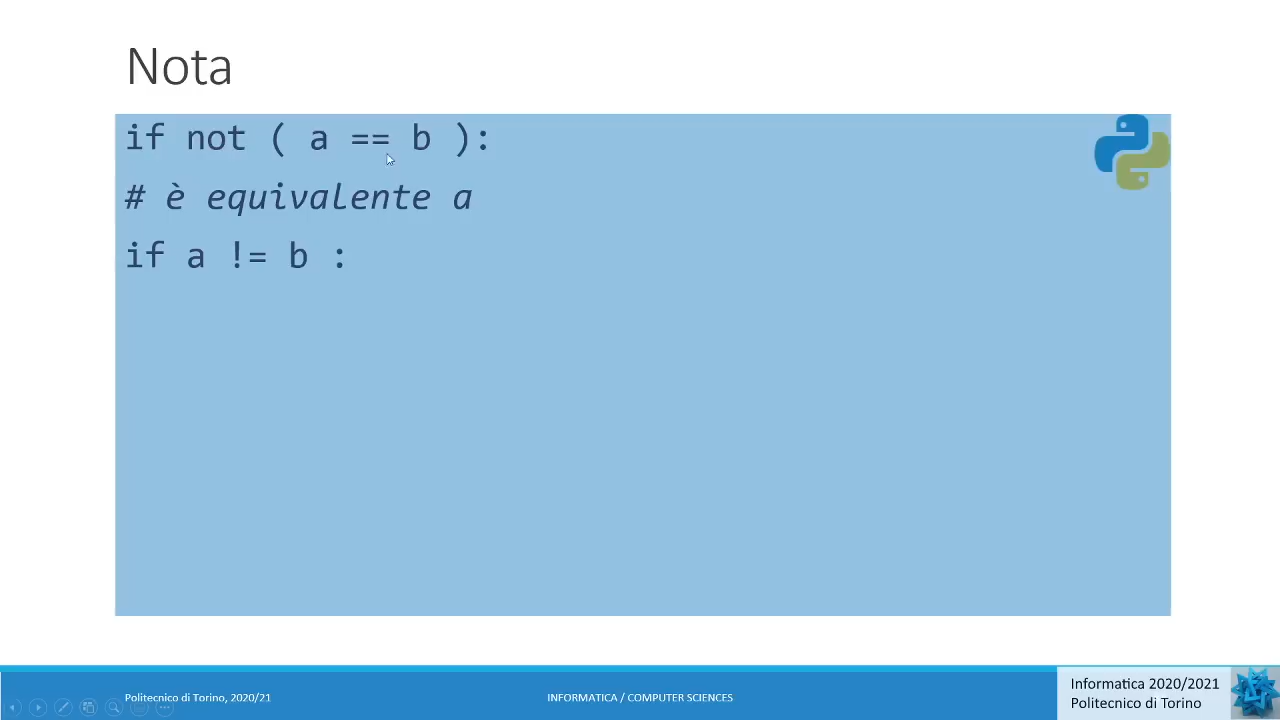 Nota
if not ( a == b ):
# è equivalente a
if a != b :
Politecnico di Torino, 2020/21
INFORMATICA / COMPUTER SCIENCES
Informatica 2020/2021
Politecnico di Torino